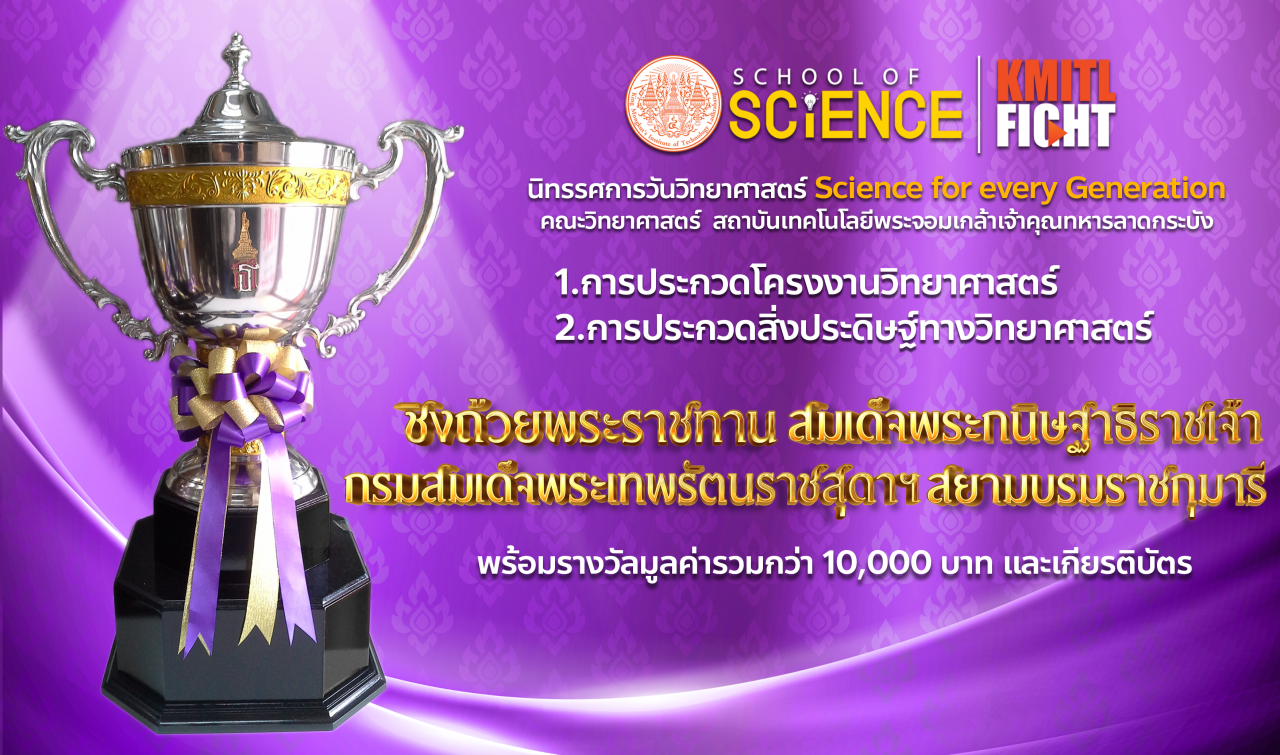 SCHOOL OF
SCIENCE
KMITL
FIGHT
นิทรรศการวันวิทยาศาสตร์ Science for every Generation
คณะวิทยาศาสตร์ สถาบันเทคโนโลยีพระจอมเกล้าเจ้าคุณทหารลาดกระบัง
1.การประกวดโครงงานวิทยาศาสตร์
2.การประกวดสิ่งประดิษฐ์ทางวิทยาศาสตร์
ชิงถ้วยพระราชทาน สมเด็จพระกนิษฐาธิราชเจ้า
กรมสมเด็จพระเทพรัตนราชสุดาฯ สยามบรมราชกุมารี
พร้อมรางวัลมูลค่ารวมกว่า 10,000 บาท และเกียรติบัตร